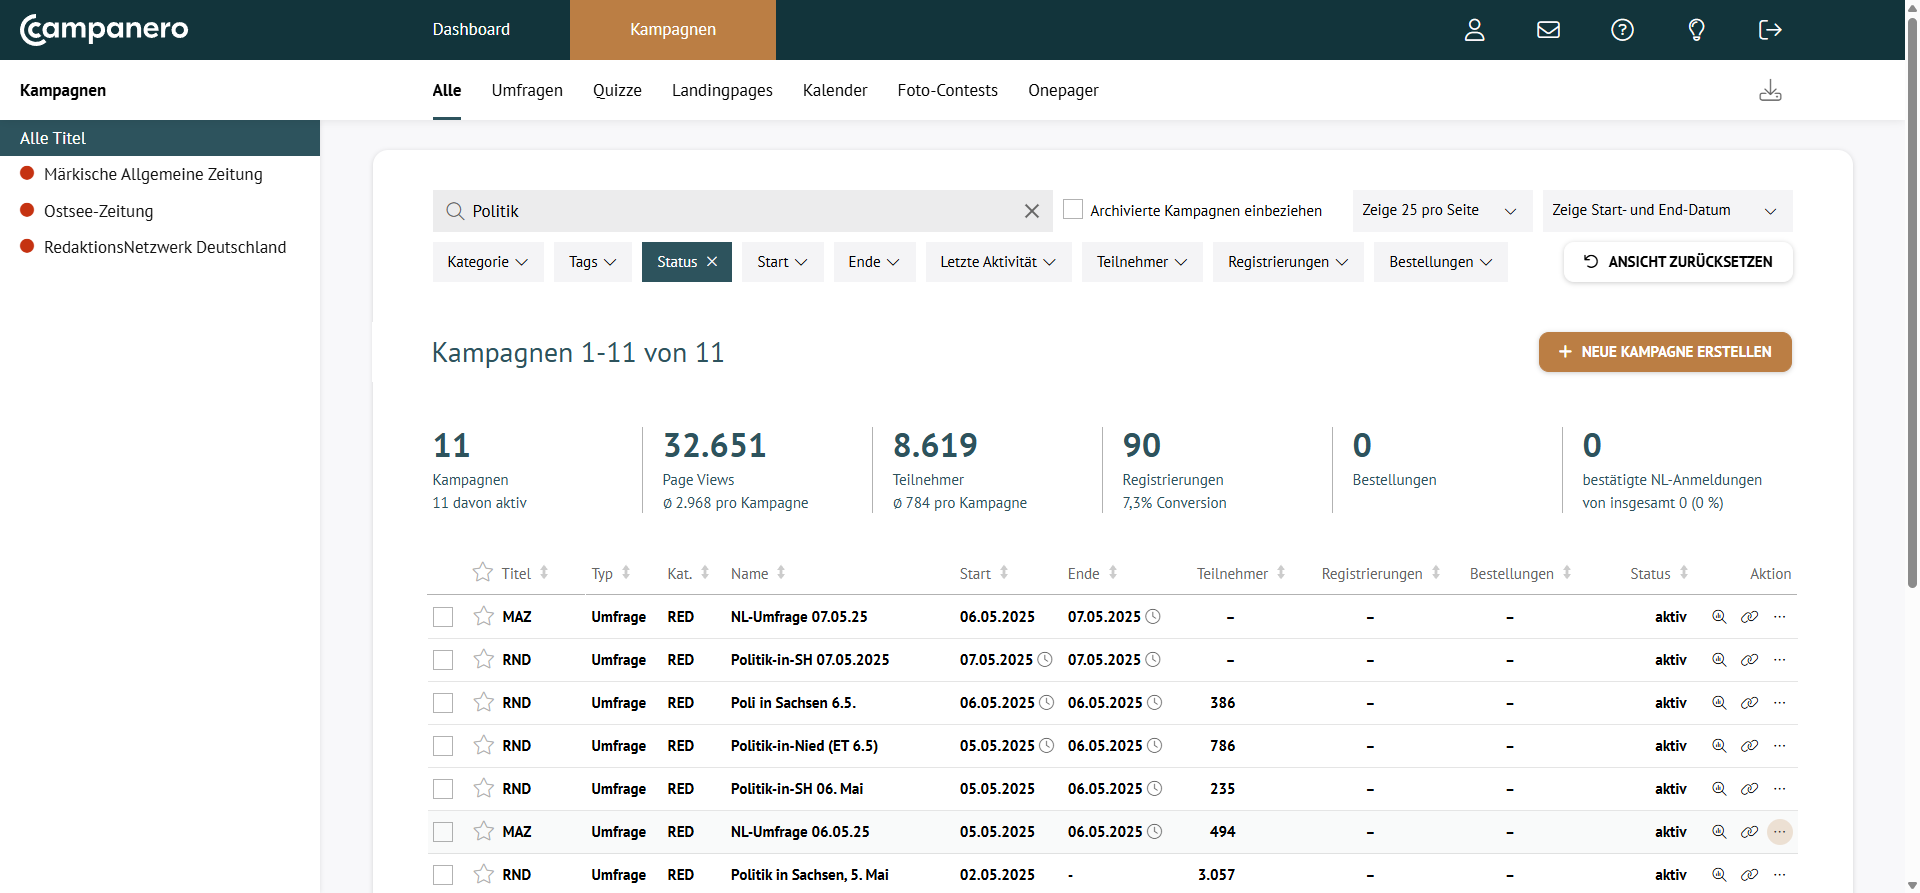 campanero
Dashboard
Kampagnen
Kampagnen
Alle
Umfragen
Quizze
Landingpages
Kalender
Foto-Contests
Onepager
Alle Titel
Märkische Allgemeine Zeitung
Ostsee-Zeitung
RedaktionsNetzwerk Deutschland
Politik
Archivierte Kampagnen einbeziehen
Zeige 25 pro Seite
Zeige Start- und End-Datum
Kategorie
Tags
Status
Start
Ende
Letzte Aktivität
Teilnehmer
Registrierungen
Bestellungen
ANSICHT ZURÜCKSETZEN
Kampagnen 1-11 von 11
NEUE KAMPAGNE ERSTELLEN
11
Kampagnen
11 davon aktiv
32.651
Page Views
ø 2.968 pro Kampagne
8.619
Teilnehmer
ø 784 pro Kampagne
90
Registrierungen
7,3% Conversion
0
Bestellungen
0
bestätigte NL-Anmeldungen
von insgesamt 0 (0 %)
Titel Typ Kat. Name Start Ende Teilnehmer Registrierungen Bestellungen Status Aktion
MAZ Umfrage RED NL-Umfrage 07.05.25 06.05.2025 07.05.2025 – – – aktiv ...
RND Umfrage RED Politik-in-SH 07.05.2025 07.05.2025 07.05.2025 – – – aktiv ...
RND Umfrage RED Poli in Sachsen 6.5. 06.05.2025 06.05.2025 386 – – aktiv ...
RND Umfrage RED Politik-in-Nied (ET 6.5) 05.05.2025 06.05.2025 786 – – aktiv ...
RND Umfrage RED Politik-in-SH 06. Mai 05.05.2025 06.05.2025 235 – – aktiv ...
MAZ Umfrage RED NL-Umfrage 06.05.25 05.05.2025 06.05.2025 494 – – aktiv ...
RND Umfrage RED Politik in Sachsen, 5. Mai 02.05.2025 - 3.057 – – aktiv ...